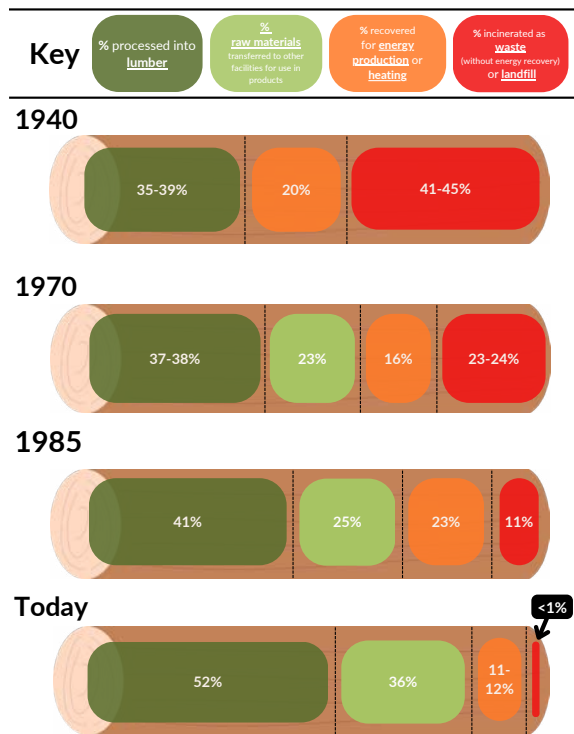 Key
% processed into
lumber
%
raw materials
transferred to other
facilities for use in
products
% recovered
for energy
production or
heating
% incinerated as
waste
(without energy recovery)
or landfill
1940
35-39%
20%
41-45%
1970
37-38%
23%
16%
23-24%
1985
41%
25%
23%
11%
Today
<1%
52%
36%
11-
12%